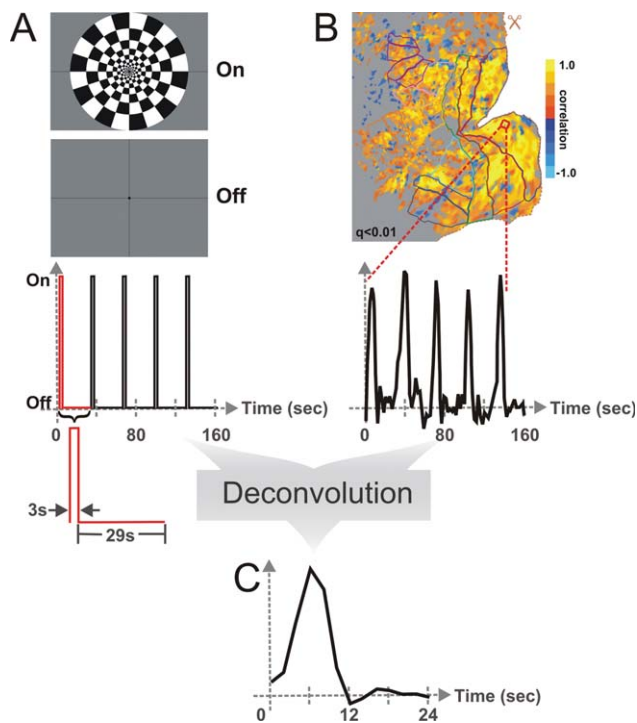 A
On
Off
On
Off
Time (sec)
0 80 160
3s
29s
B
1.0
correlation
-1.0
q<0.01
Time (sec)
0 80 160
Deconvolution
C
Time (sec)
0 12 24